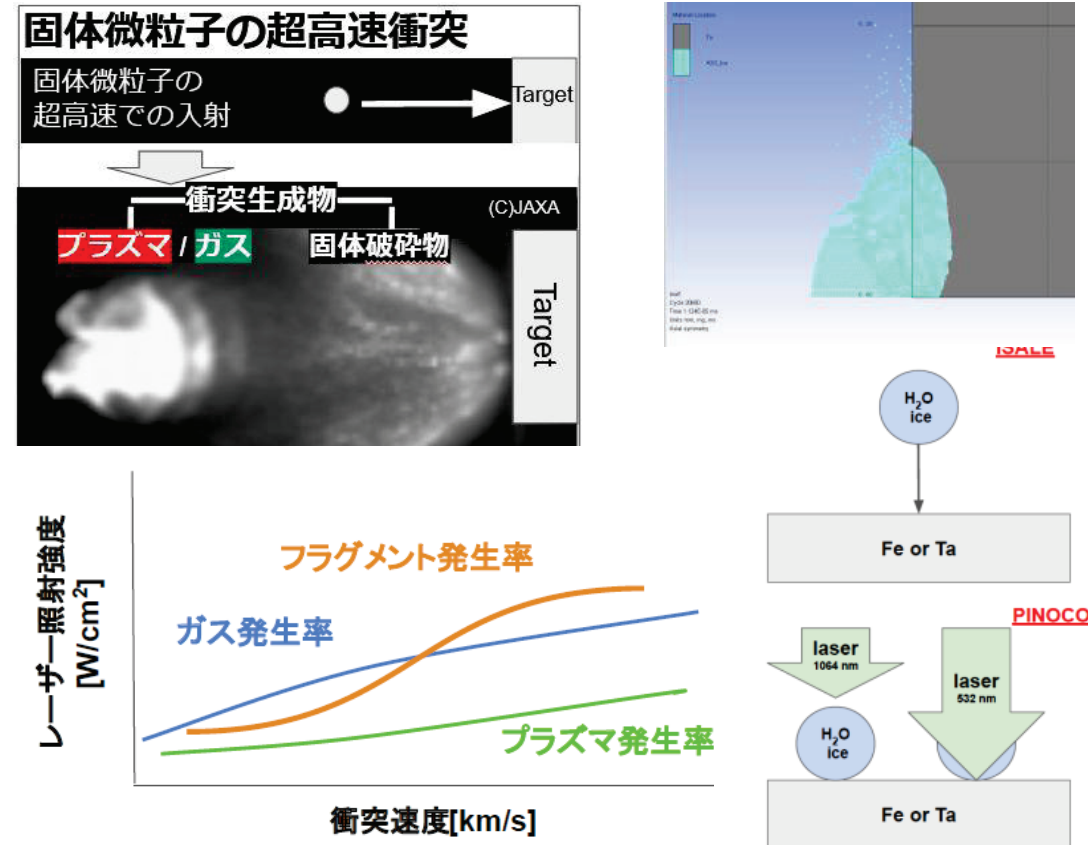 固体微粒子の超高速衝突
固体微粒子の
超高速での入射
Target
衝突生成物
(C)JAXA
プラズマ / ガス
固体破砕物
Target
Material Location
ISALE
H2O
ice
Fe or Ta
レーザー照射強度
[W/cm2]
フラグメント発生率
ガス発生率
プラズマ発生率
衝突速度[km/s]
PINOCO
laser
1064 nm
laser
532 nm
H2O
ice
Fe or Ta